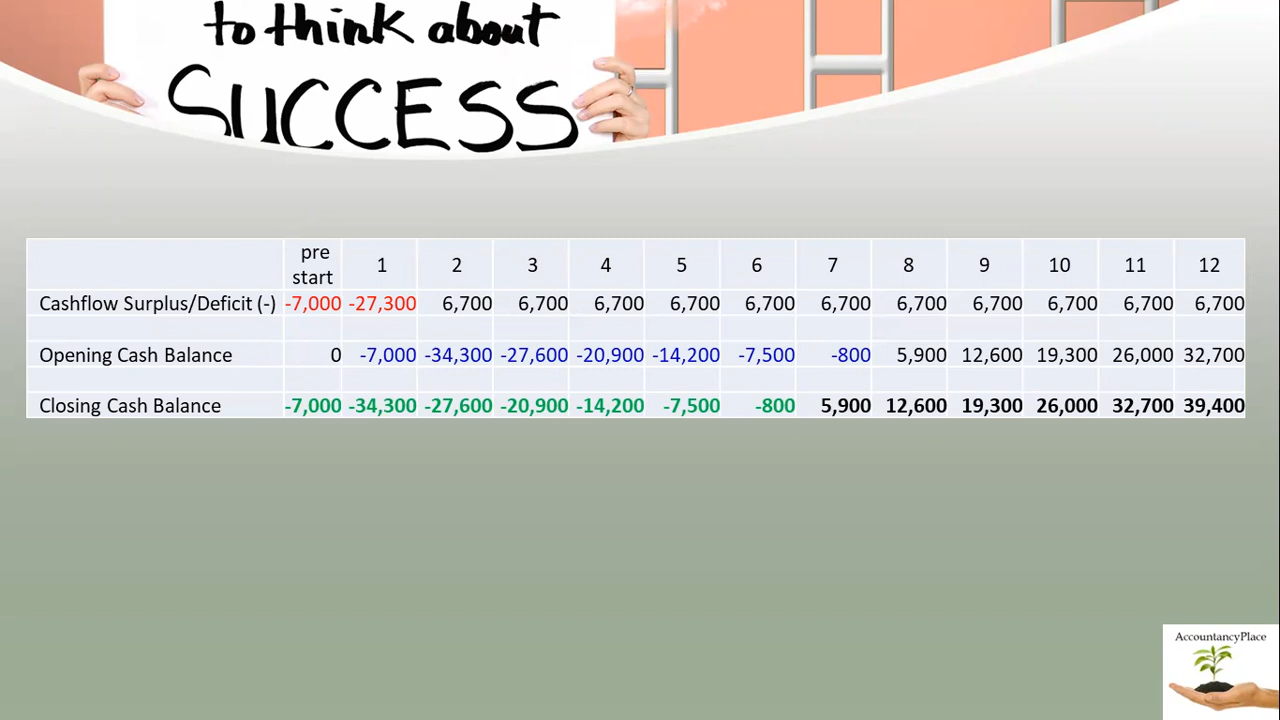 to think about
SUCCESS
pre start 1 2 3 4 5 6 7 8 9 10 11 12
Cashflow Surplus/Deficit (-) -7,000 -27,300 6,700 6,700 6,700 6,700 6,700 6,700 6,700 6,700 6,700 6,700 6,700
Opening Cash Balance 0 -7,000 -34,300 -27,600 -20,900 -14,200 -7,500 -800 5,900 12,600 19,300 26,000 32,700
Closing Cash Balance -7,000 -34,300 -27,600 -20,900 -14,200 -7,500 -800 5,900 12,600 19,300 26,000 32,700 39,400
AccountancyPlace